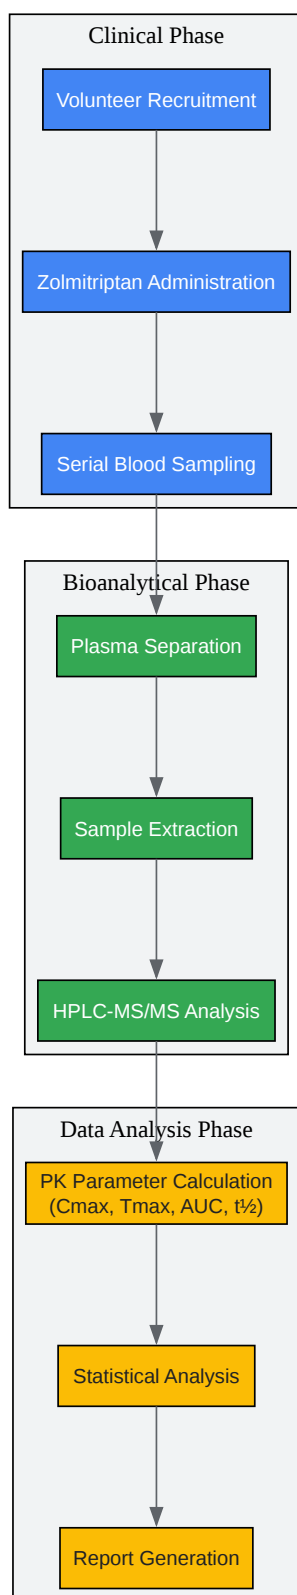 Clinical Phase
Volunteer Recruitment
Zolmitriptan Administration
Serial Blood Sampling
Bioanalytical Phase
Plasma Separation
Sample Extraction
HPLC-MS/MS Analysis
Data Analysis Phase
PK Parameter Calculation
(Cmax, Tmax, AUC, t½)
Statistical Analysis
Report Generation